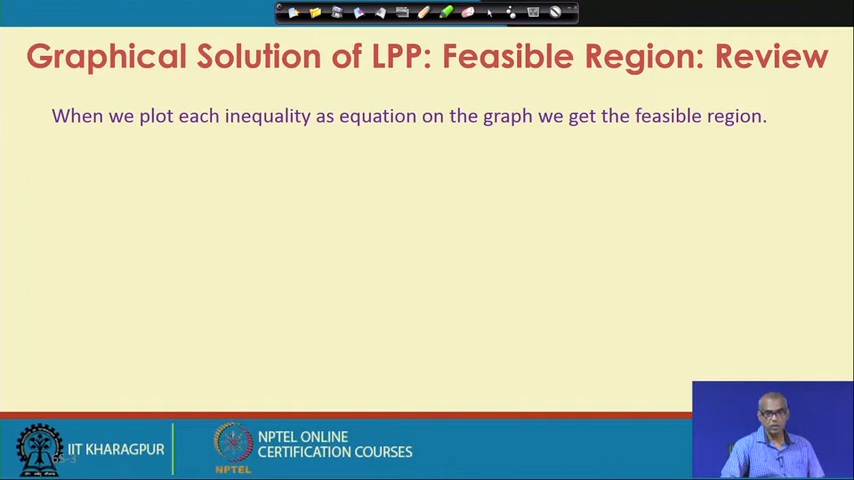 Graphical Solution of LPP: Feasible Region: Review
When we plot each inequality as equation on the graph we get the feasible region.
IIT KHARAGPUR
NPTEL
NPTEL ONLINE
CERTIFICATION COURSES